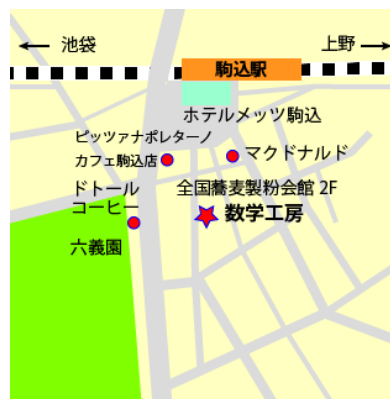 ← 池袋
上野 →
駒込駅
ホテルメッツ駒込
ピッツァナポレターノ
カフェ駒込店
マクドナルド
ドトール
コーヒー
全国蕎麦製粉会館 2F
数学工房
六義園